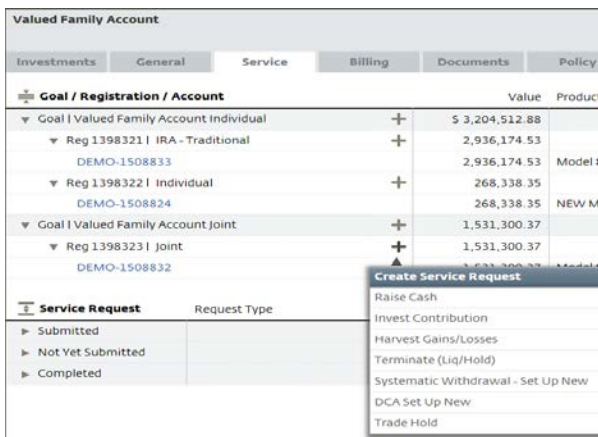 Valued Family Account
Investments General Service Billing Documents Policy
Goal / Registration / Account Value Product
Goal | Valued Family Account Individual $ 3,204,512.88
Reg 1398321 | IRA - Traditional 2,936,174.53
DEMO-1508833 2,936,174.53 Model
Reg 1398322 | Individual 268,338.35
DEMO-1508824 268,338.35 NEW M
Goal | Valued Family Account Joint 1,531,300.37
Reg 1398323 | Joint 1,531,300.37
DEMO-1508832
Create Service Request
Raise Cash
Invest Contribution
Harvest Gains/Losses
Terminate (Liq/Hold)
Systematic Withdrawal - Set Up New
DCA Set Up New
Trade Hold
Service Request Request Type
Submitted
Not Yet Submitted
Completed